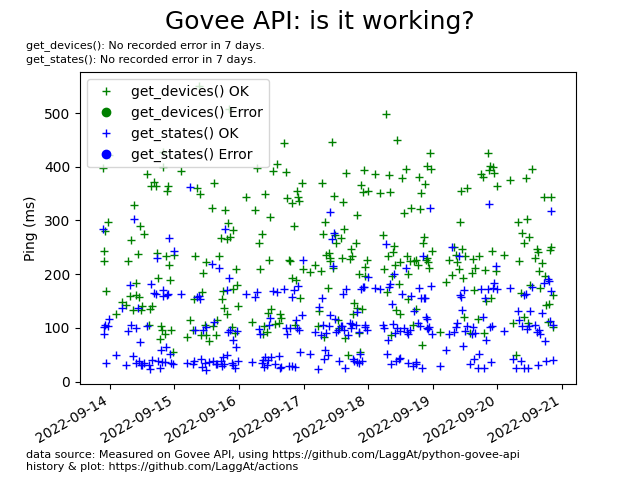 Govee API: is it working?
get_devices(): No recorded error in 7 days.
get_states(): No recorded error in 7 days.
get_devices() OK
get_devices() Error
get_states() OK
get_states() Error
Ping (ms)
500
400
300
200
100
0
2022-09-14
2022-09-15
2022-09-16
2022-09-17
2022-09-18
2022-09-19
2022-09-20
2022-09-21
data source: Measured on Govee API, using https://github.com/LaggAt/python-govee-api
history & plot: https://github.com/LaggAt/actions